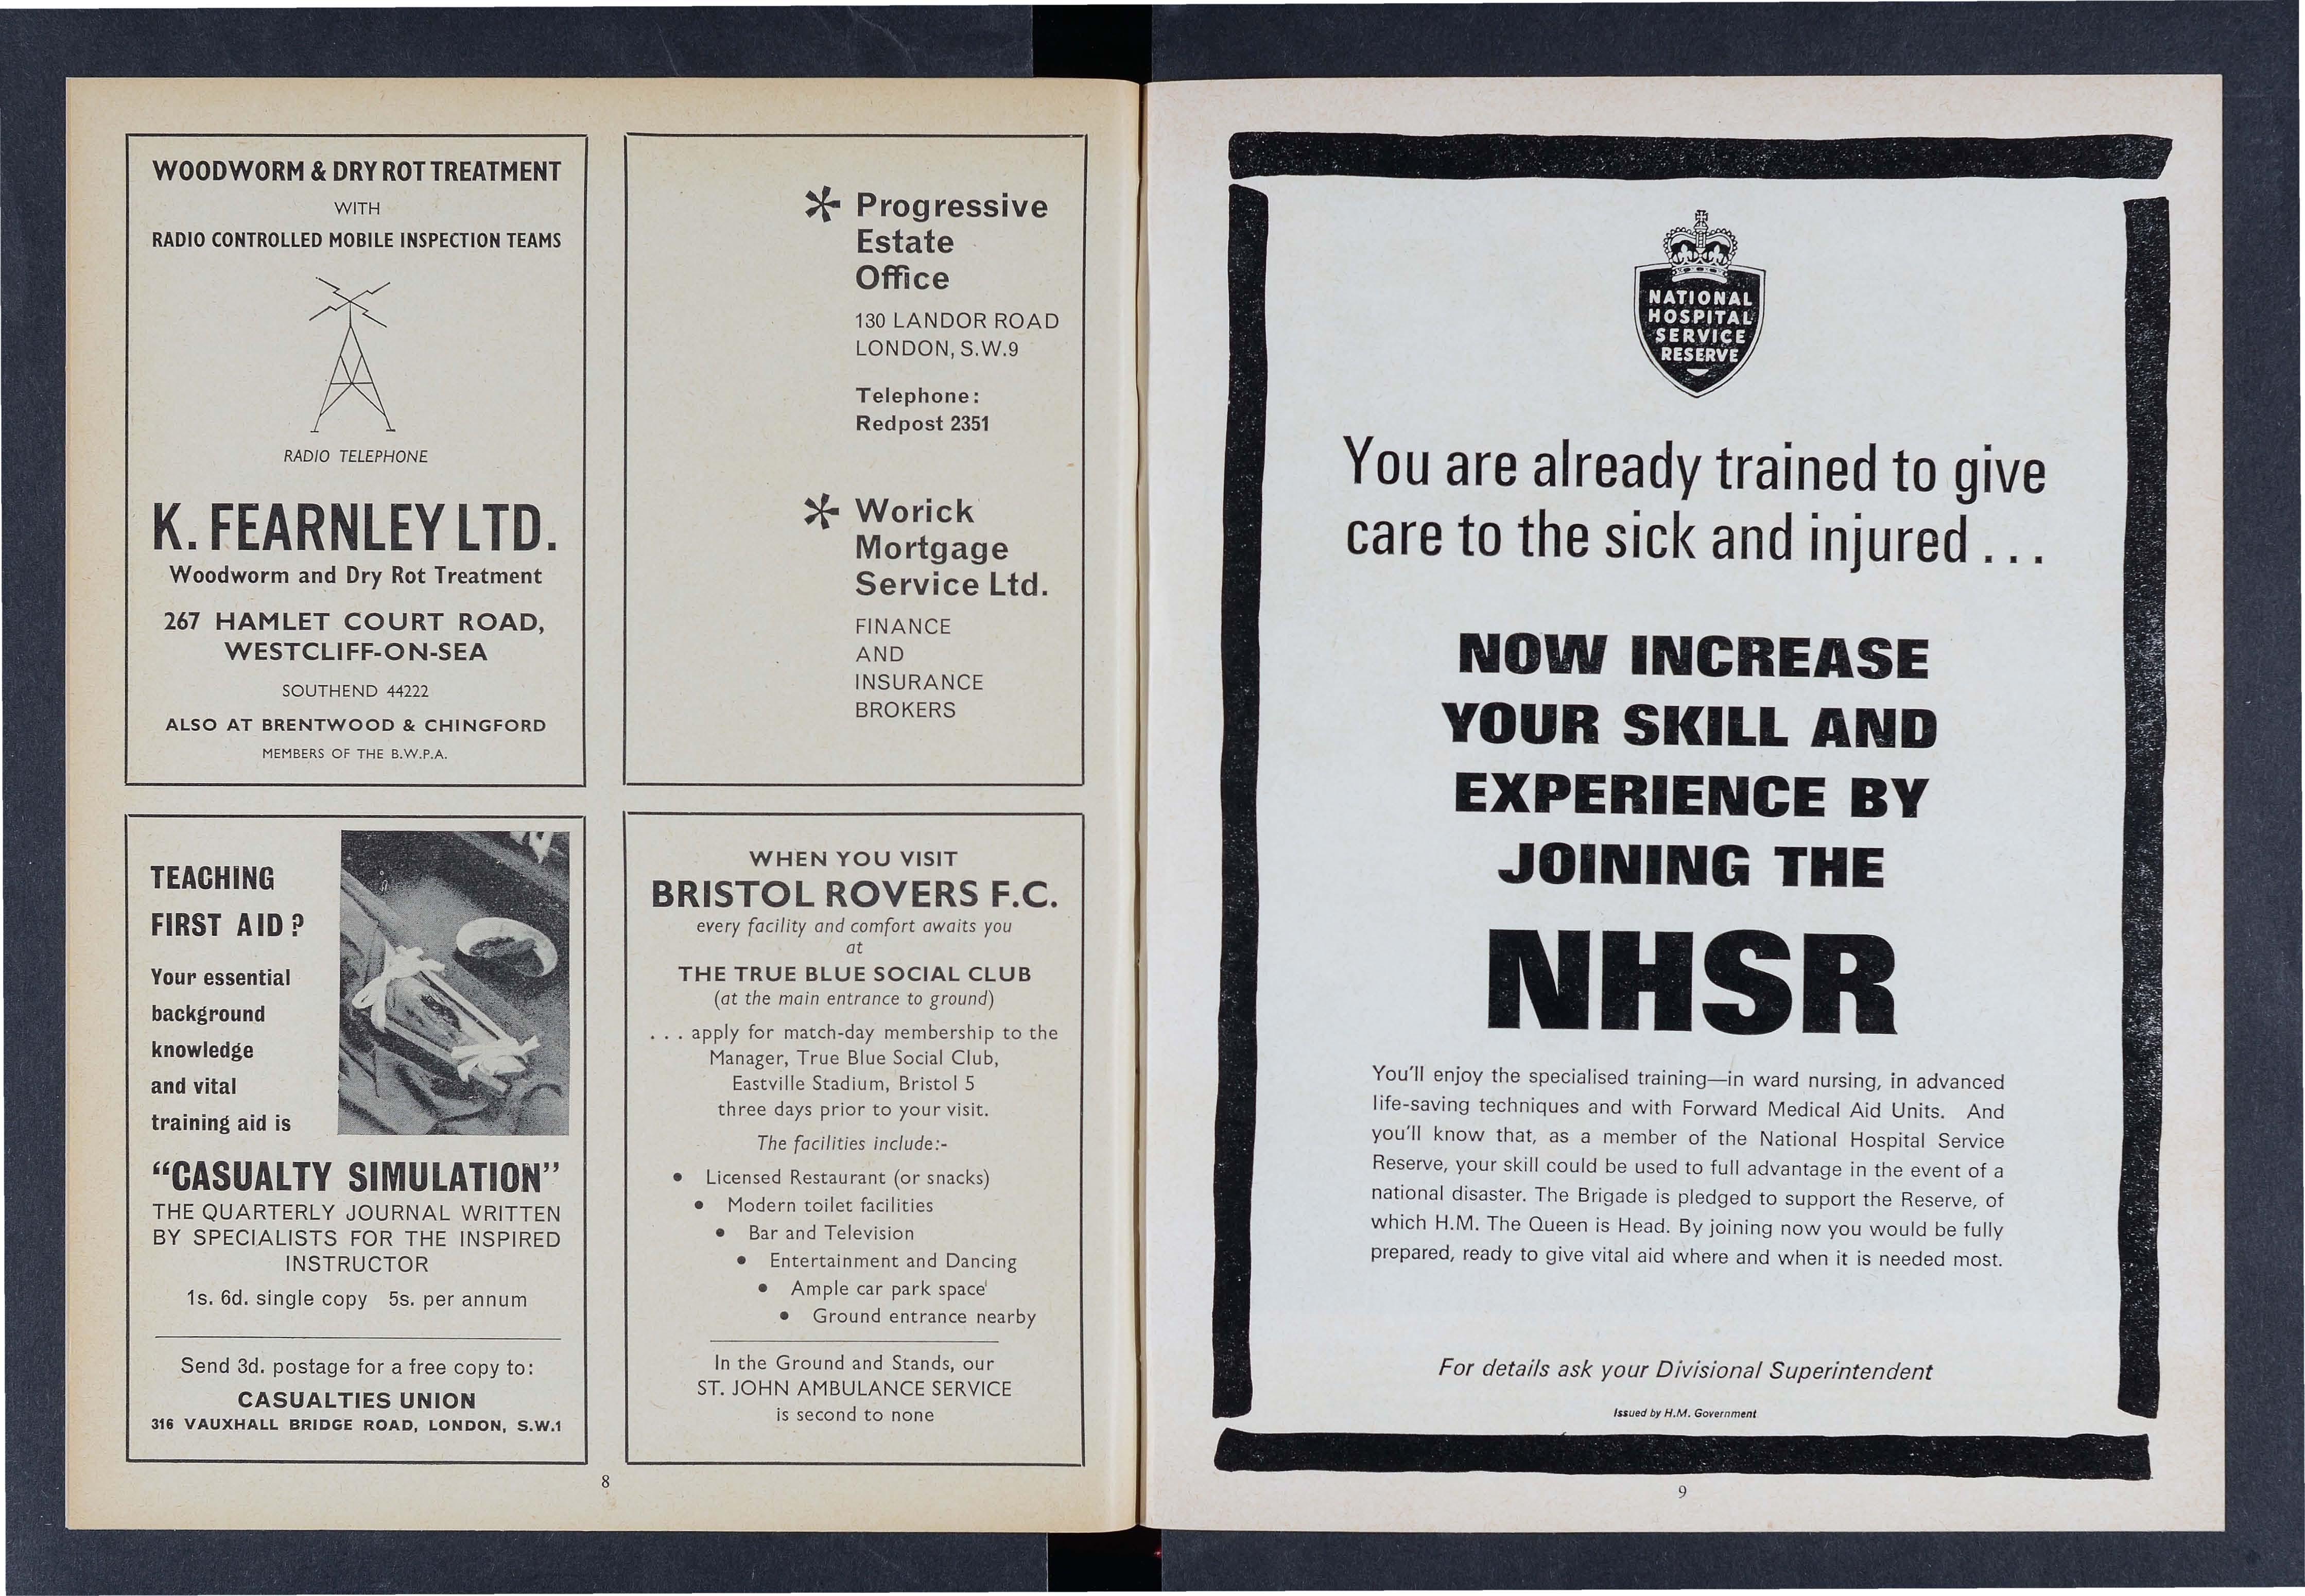 WOODWORM & DRY ROT TREATMENT
WITH
RADIO CONTROLLED MOBILE INSPECTION TEAMS
RADIO TELEPHONE
K. FEARNLEY LTD.
Woodworm and Dry Rot Treatment
267 HAMLET COURT ROAD,
WESTCLIFF-ON-SEA
SOUTHEND 44222
ALSO AT BRENTWOOD & CHINGFORD
MEMBERS OF THE B.W.P.A.
* Progressive
Estate
Office
130 LANDOR ROAD
LONDON, S.W.9
Telephone:
Redpost 2351
* Worick
Mortgage
Service Ltd.
FINANCE
AND
INSURANCE
BROKERS
TEACHING
FIRST AID?
Your essential
background
knowledge
and vital
training aid is
“CASUALTY SIMULATION”
THE QUARTERLY JOURNAL WRITTEN
BY SPECIALISTS FOR THE INSPIRED
INSTRUCTOR
1s. 6d. single copy 5s. per annum
Send 3d. postage for a free copy to:
CASUALTIES UNION
316 VAUXHALL BRIDGE ROAD, LONDON, S.W.1
WHEN YOU VISIT
BRISTOL ROVERS F.C.
every facility and comfort awaits you
at
THE TRUE BLUE SOCIAL CLUB
(at the main entrance to ground)
. . . apply for match-day membership to the
Manager, True Blue Social Club,
Eastville Stadium, Bristol 5
three days prior to your visit.
The facilities include:-
• Licensed Restaurant (or snacks)
• Modern toilet facilities
• Bar and Television
• Entertainment and Dancing
• Ample car park space
• Ground entrance nearby
In the Ground and Stands, our
ST. JOHN AMBULANCE SERVICE
is second to none
8
NATIONAL
HOSPITAL
SERVICE
RESERVE
You are already trained to give
care to the sick and injured . . .
NOW INCREASE
YOUR SKILL AND
EXPERIENCE BY
JOINING THE
NHSR
You'll enjoy the specialised training—in ward nursing, in advanced
life-saving techniques and with Forward Medical Aid Units. And
you'll know that, as a member of the National Hospital Service
Reserve, your skill could be used to full advantage in the event of a
national disaster. The Brigade is pledged to support the Reserve, of
which H.M. The Queen is Head. By joining now you would be fully
prepared, ready to give vital aid where and when it is needed most.
For details ask your Divisional Superintendent
Issued by H.M. Government
9